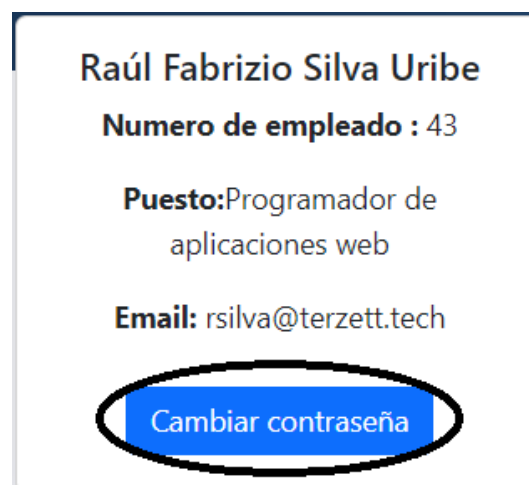 Raúl Fabrizio Silva Uribe
Numero de empleado : 43
Puesto:Programador de
aplicaciones web
Email: rsilva@terzett.tech
Cambiar contraseña